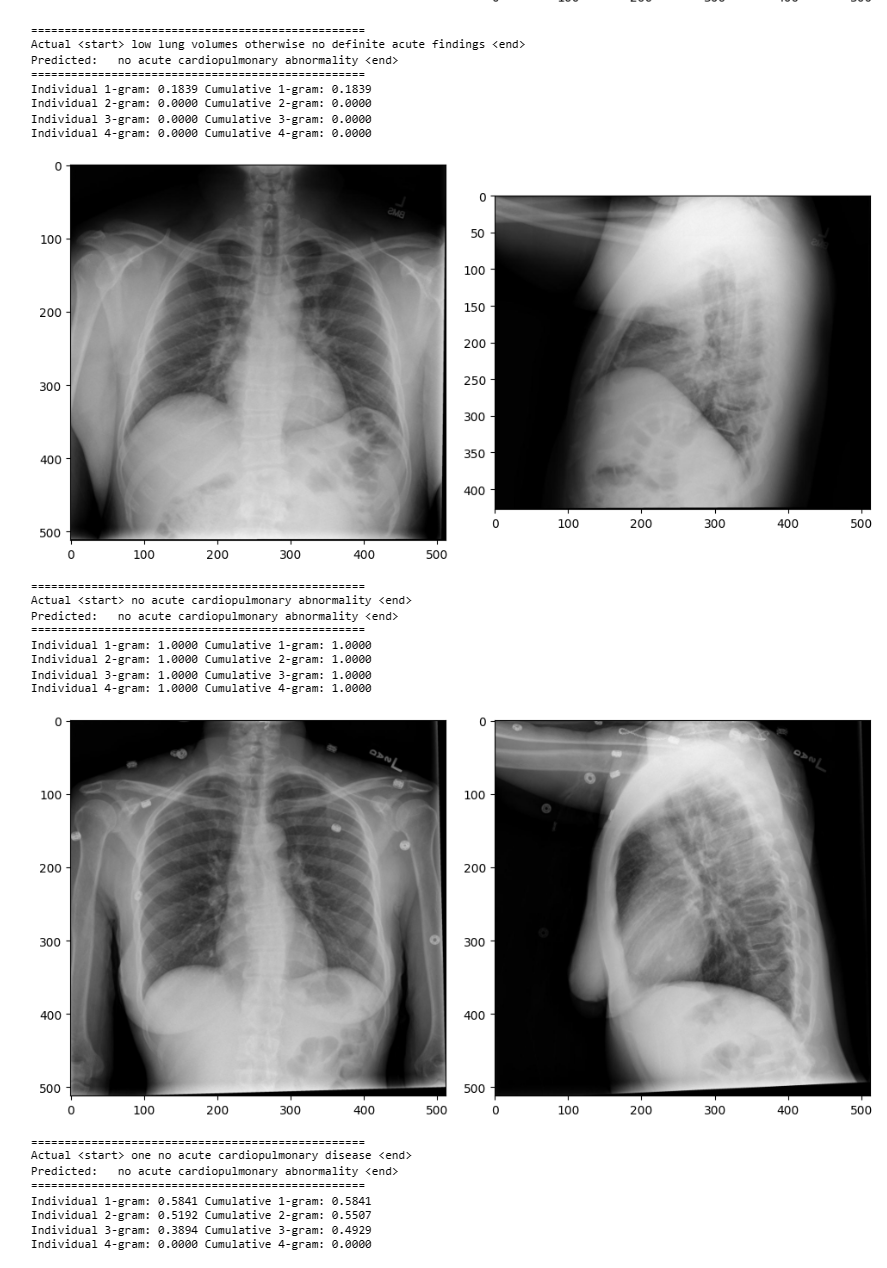 0 100 200 300 400 500
==================================================
Actual <start> low lung volumes otherwise no definite acute findings <end>
Predicted:   no acute cardiopulmonary abnormality <end>
==================================================
Individual 1-gram: 0.1839 Cumulative 1-gram: 0.1839
Individual 2-gram: 0.0000 Cumulative 2-gram: 0.0000
Individual 3-gram: 0.0000 Cumulative 3-gram: 0.0000
Individual 4-gram: 0.0000 Cumulative 4-gram: 0.0000
0
100
200
300
400
500
0 100 200 300 400 500
0
50
100
150
200
250
300
350
400
0 100 200 300 400 500
==================================================
Actual <start> no acute cardiopulmonary abnormality <end>
Predicted:   no acute cardiopulmonary abnormality <end>
==================================================
Individual 1-gram: 1.0000 Cumulative 1-gram: 1.0000
Individual 2-gram: 1.0000 Cumulative 2-gram: 1.0000
Individual 3-gram: 1.0000 Cumulative 3-gram: 1.0000
Individual 4-gram: 1.0000 Cumulative 4-gram: 1.0000
0
100
200
300
400
500
0 100 200 300 400 500
L
0
100
200
300
400
500
0 100 200 300 400 500
L
==================================================
Actual <start> one no acute cardiopulmonary disease <end>
Predicted:   no acute cardiopulmonary abnormality <end>
==================================================
Individual 1-gram: 0.5841 Cumulative 1-gram: 0.5841
Individual 2-gram: 0.5192 Cumulative 2-gram: 0.5507
Individual 3-gram: 0.3894 Cumulative 3-gram: 0.4929
Individual 4-gram: 0.0000 Cumulative 4-gram: 0.0000